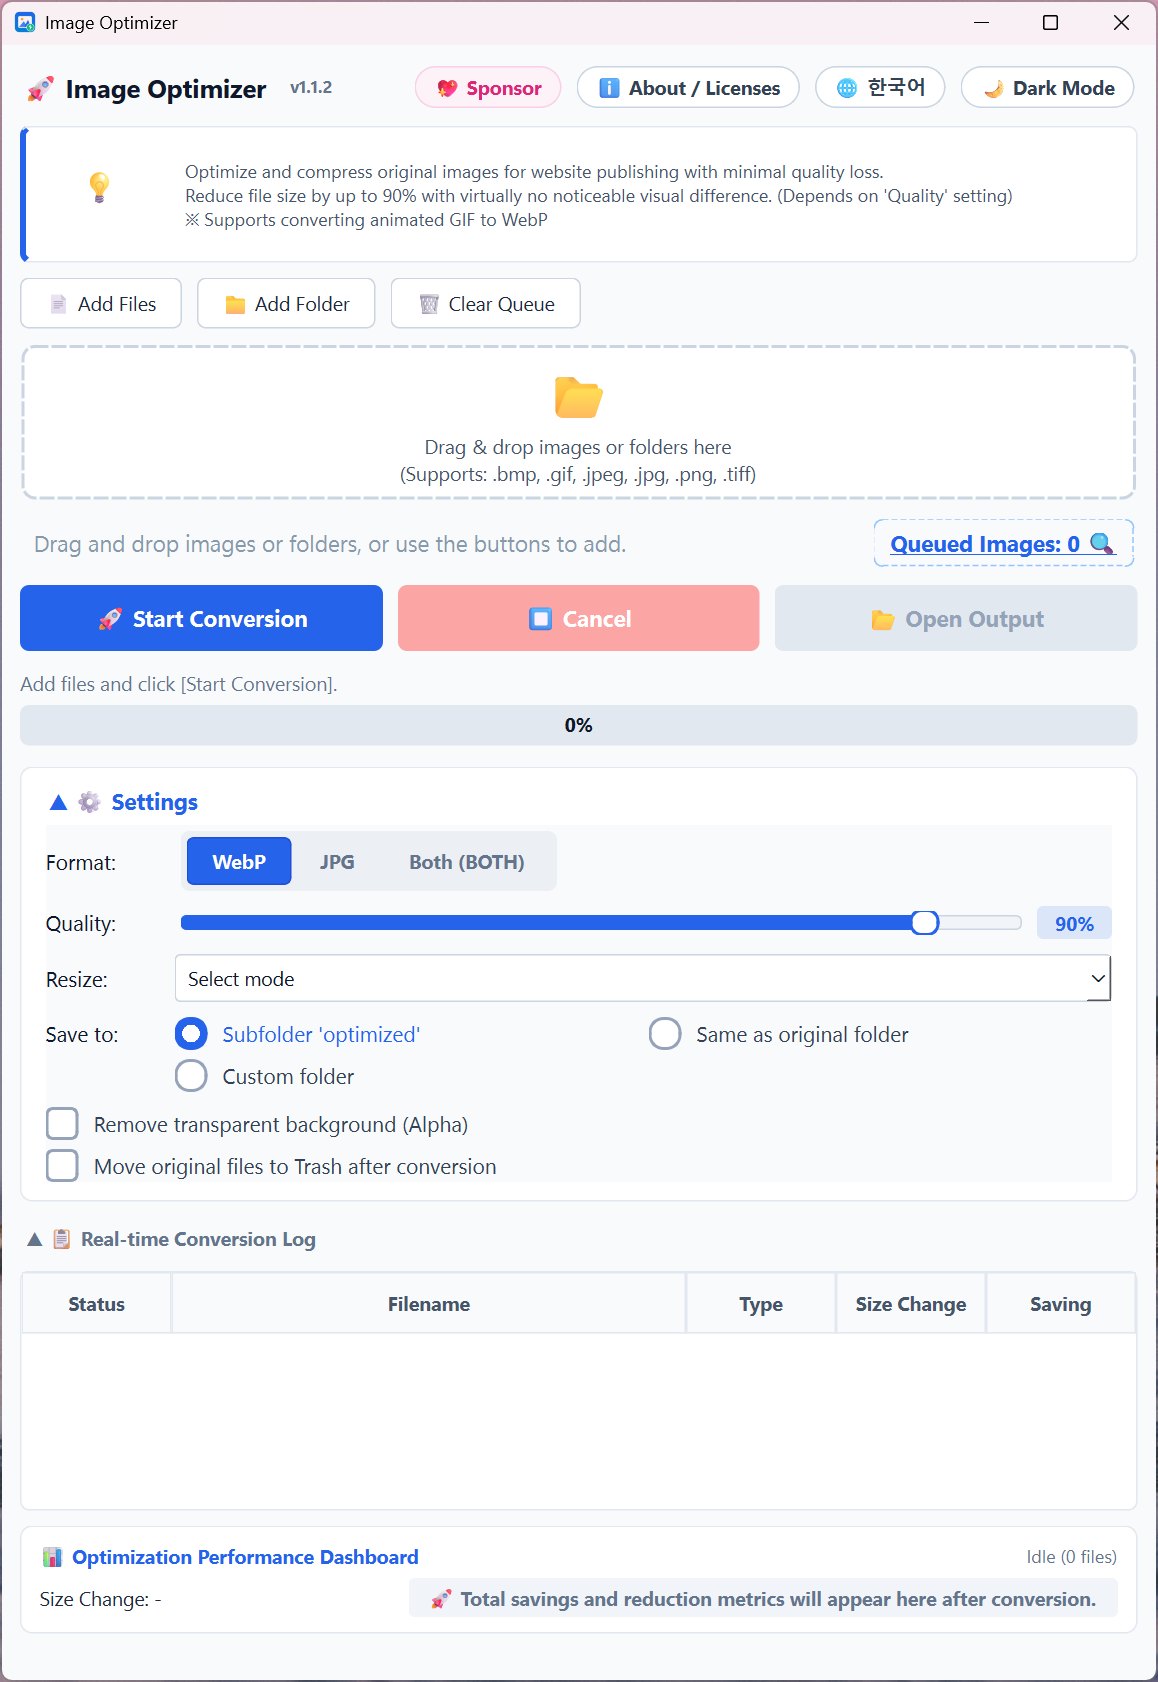 Image Optimizer
Image Optimizer v1.1.2
Sponsor
About / Licenses
한국어
Dark Mode
Optimize and compress original images for website publishing with minimal quality loss.
Reduce file size by up to 90% with virtually no noticeable visual difference. (Depends on 'Quality' setting)
※ Supports converting animated GIF to WebP
Add Files
Add Folder
Clear Queue
Drag & drop images or folders here
(Supports: .bmp, .gif, .jpeg, .jpg, .png, .tiff)
Drag and drop images or folders, or use the buttons to add.
Queued Images: 0
Start Conversion
Cancel
Open Output
Add files and click [Start Conversion].
0%
Settings
Format:
WebP
JPG
Both (BOTH)
Quality:
90%
Resize:
Select mode
Save to:
Subfolder 'optimized'
Same as original folder
Custom folder
Remove transparent background (Alpha)
Move original files to Trash after conversion
Real-time Conversion Log
Status
Filename
Type
Size Change
Saving
Optimization Performance Dashboard
Idle (0 files)
Size Change: -
Total savings and reduction metrics will appear here after conversion.